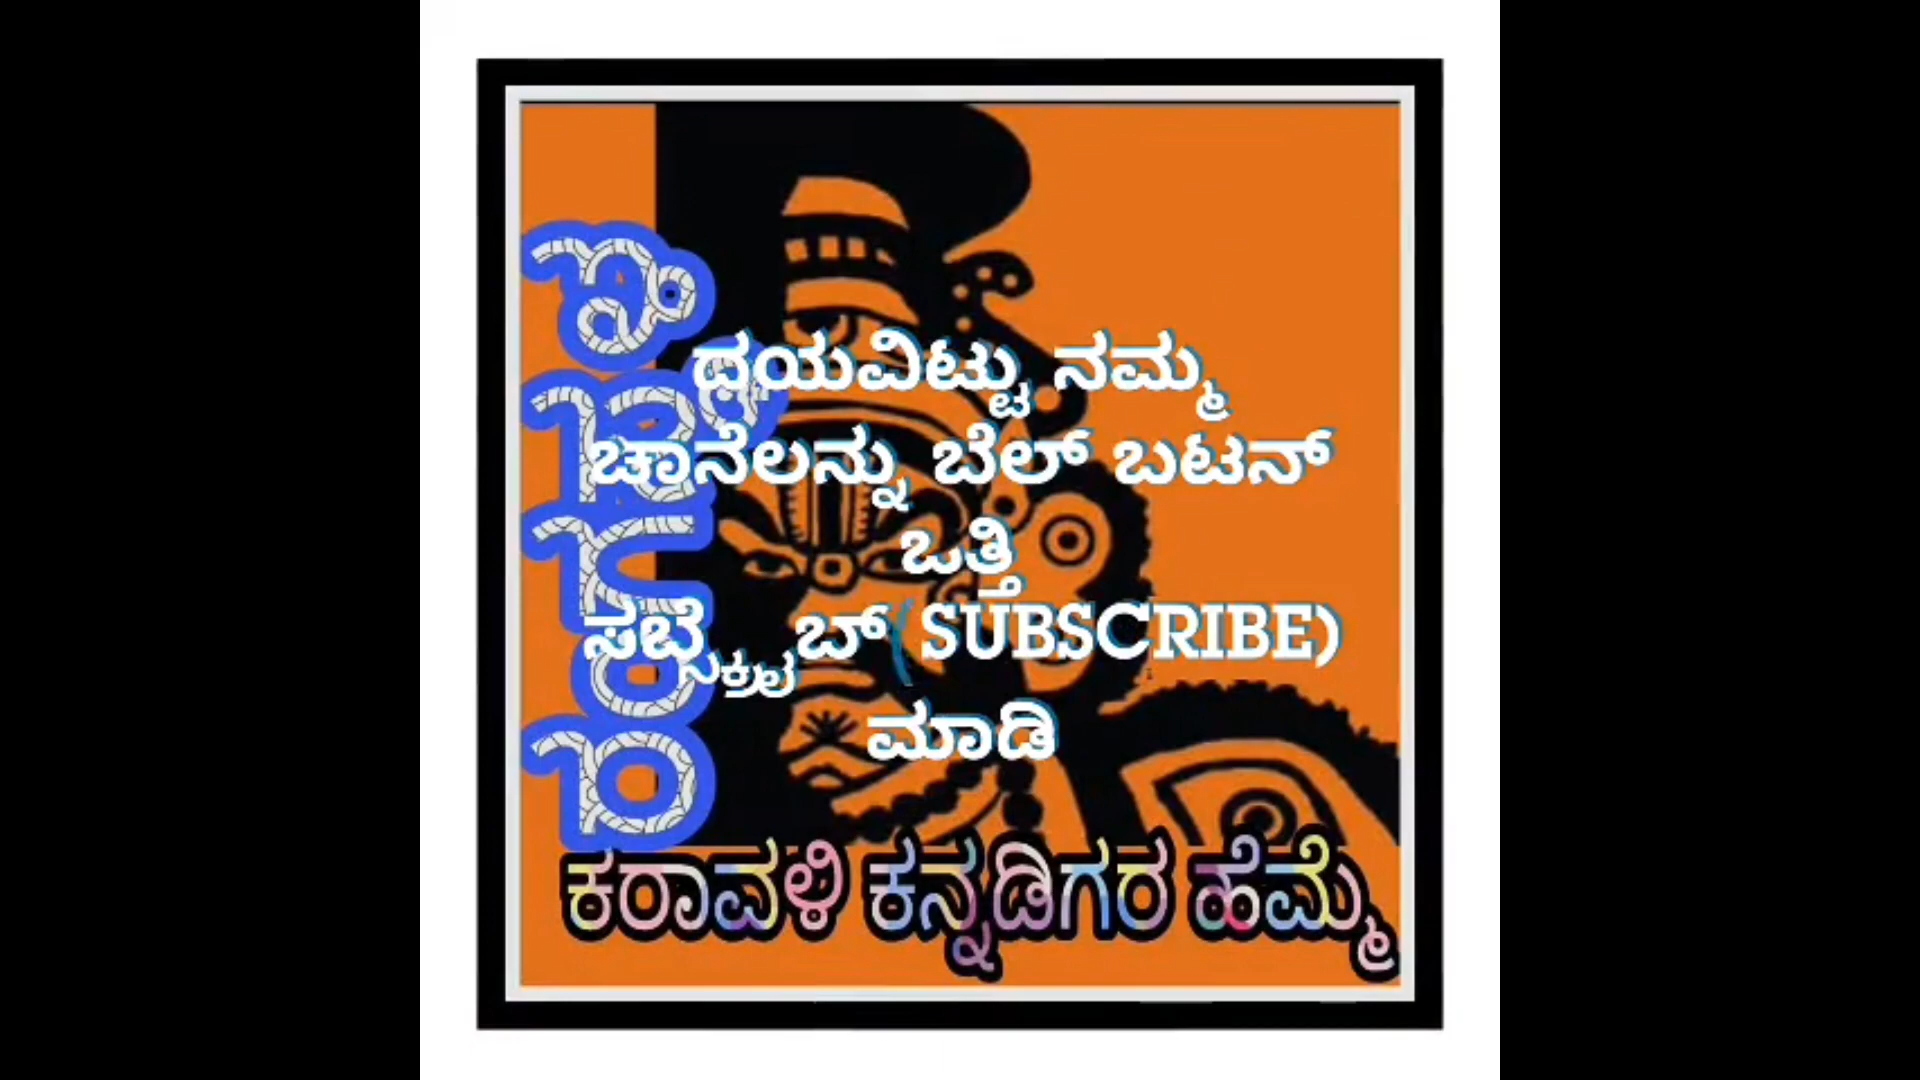 ದಯವಿಟ್ಟು ನಮ್ಮ
ಚಾನೆಲನ್ನು ಬೆಲ್ ಬಟನ್
ಒತ್ತಿ
ಸಬ್ಸ್ಕ್ರೈಬ್(SUBSCRIBE)
ಮಾಡಿ
ಕರಾವಳಿ ಕನ್ನಡಿಗರ ಹೆಮ್ಮೆ